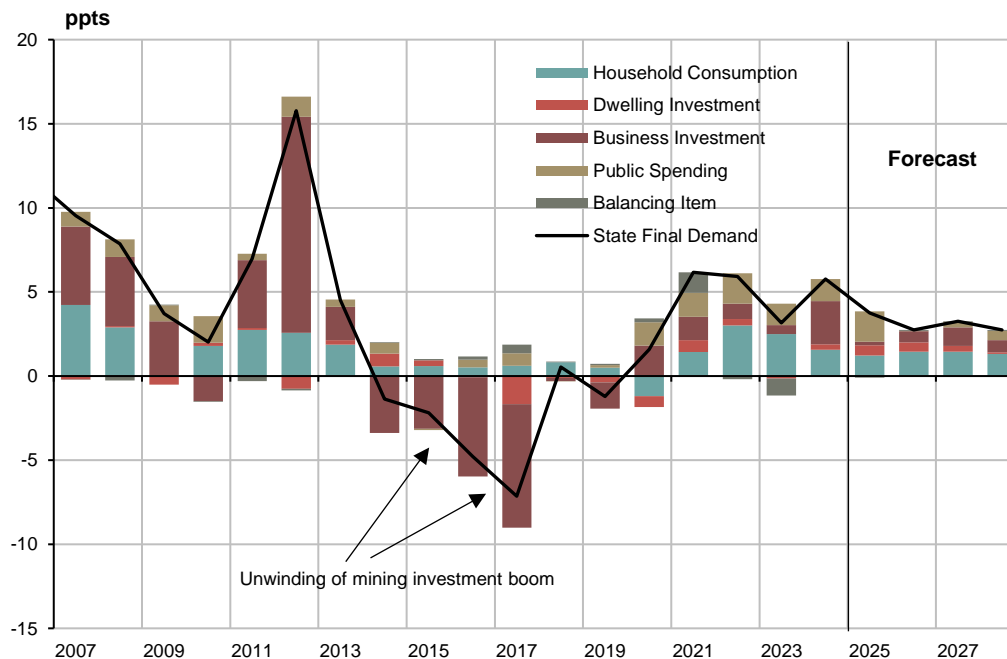 ppts
20
15
10
5
0
-5
-10
-15
Household Consumption
Dwelling Investment
Business Investment
Public Spending
Balancing Item
State Final Demand
Forecast
Unwinding of mining investment boom
2007 2009 2011 2013 2015 2017 2019 2021 2023 2025 2027